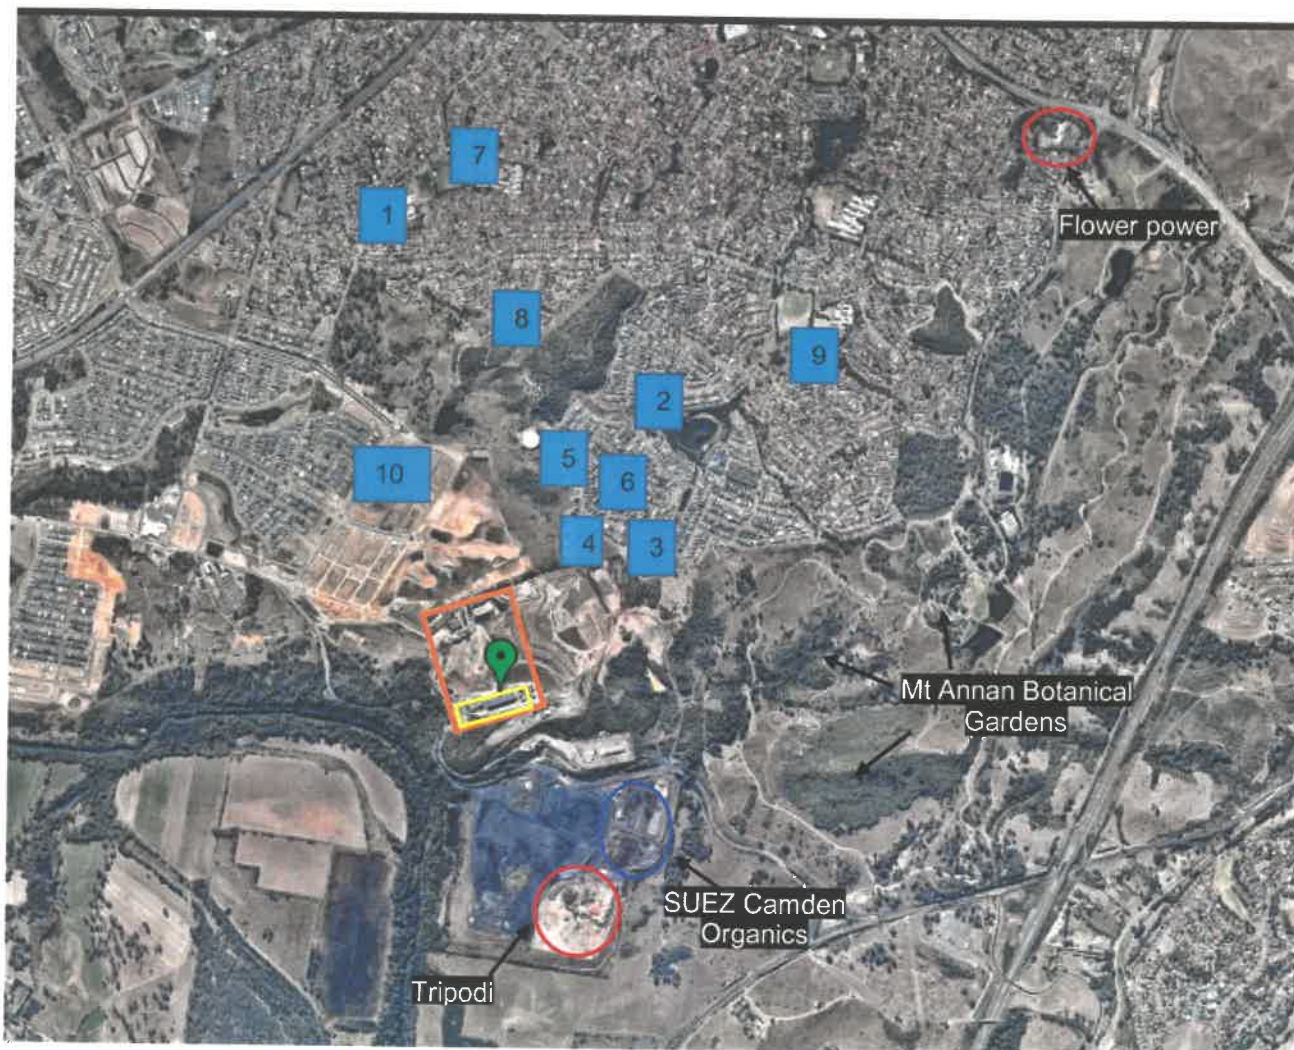 7
1
Flower power
8
9
2
5
10
6
4
3
Mt Annan Botanical
Gardens
SUEZ Camden
Organics
Tripodi